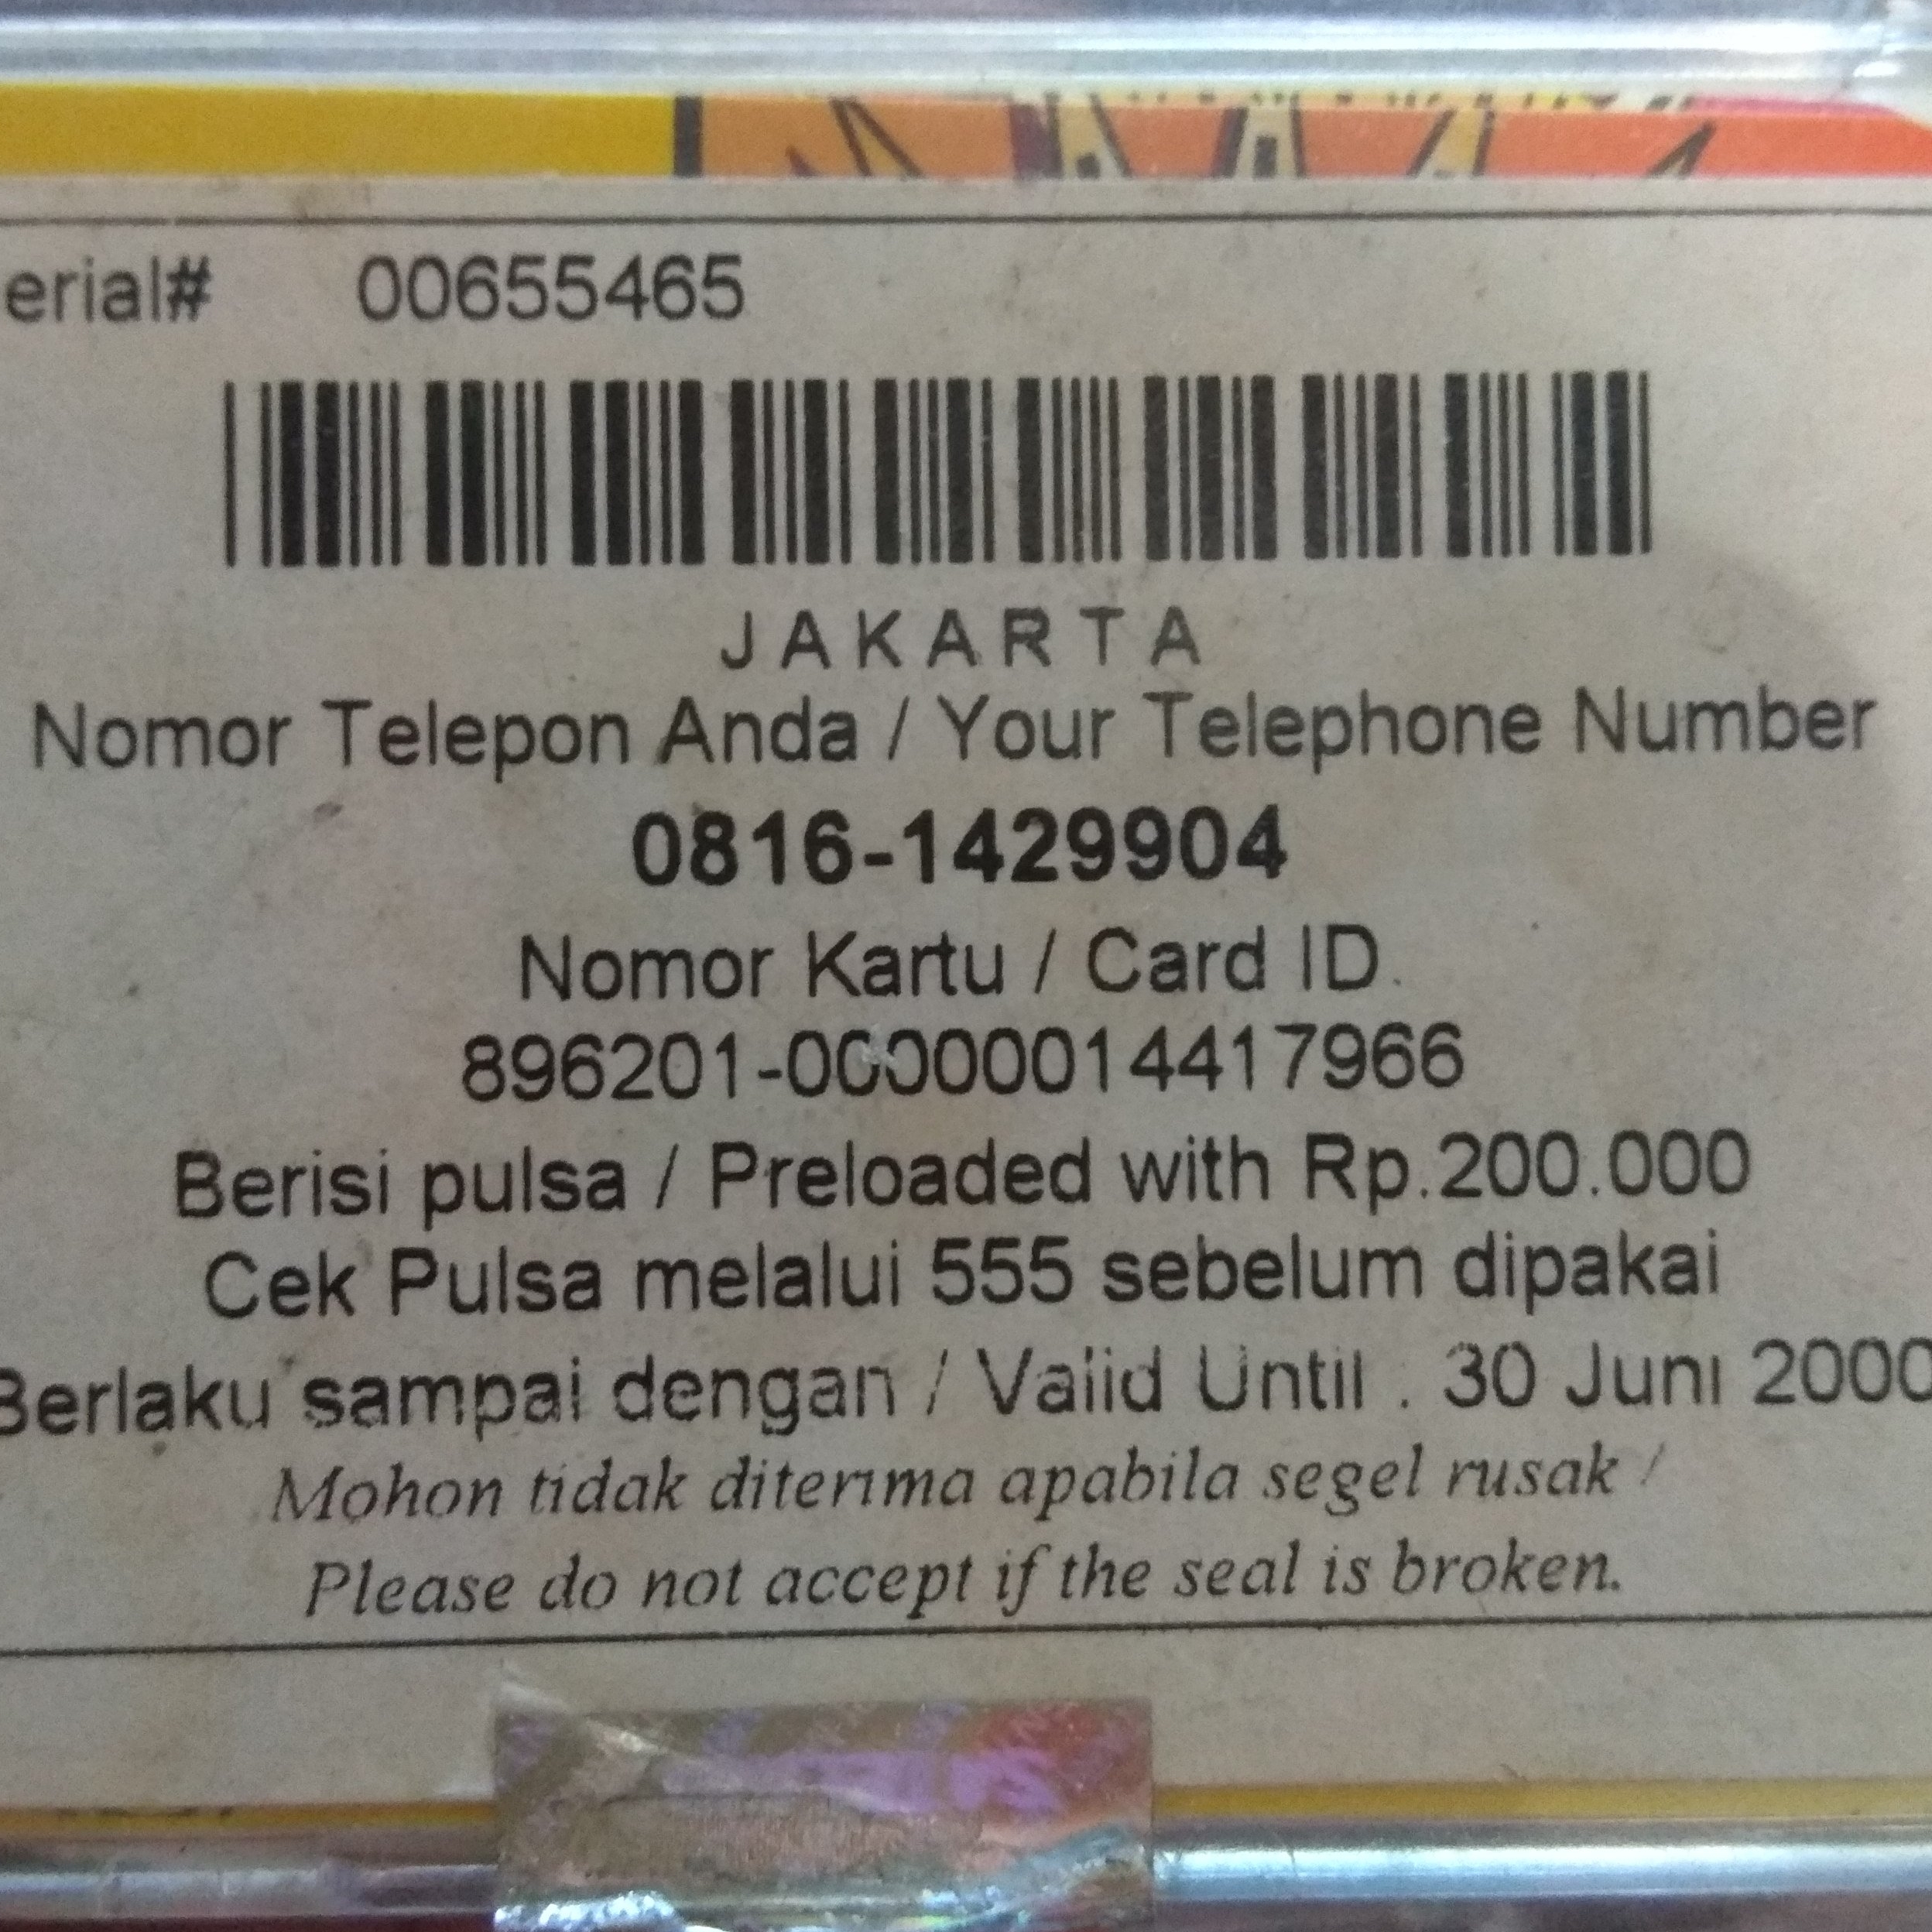 erial# 00655465
JAKARTA
Nomor Telepon Anda / Your Telephone Number
0816-1429904
Nomor Kartu / Card ID.
896201-00000014417966
Berisi pulsa / Preloaded with Rp.200.000
Cek Pulsa melalui 555 sebelum dipakai
Berlaku sampai dengan / Valid Until . 30 Juni 2000
Mohon tidak diterima apabila segel rusak /
Please do not accept if the seal is broken.